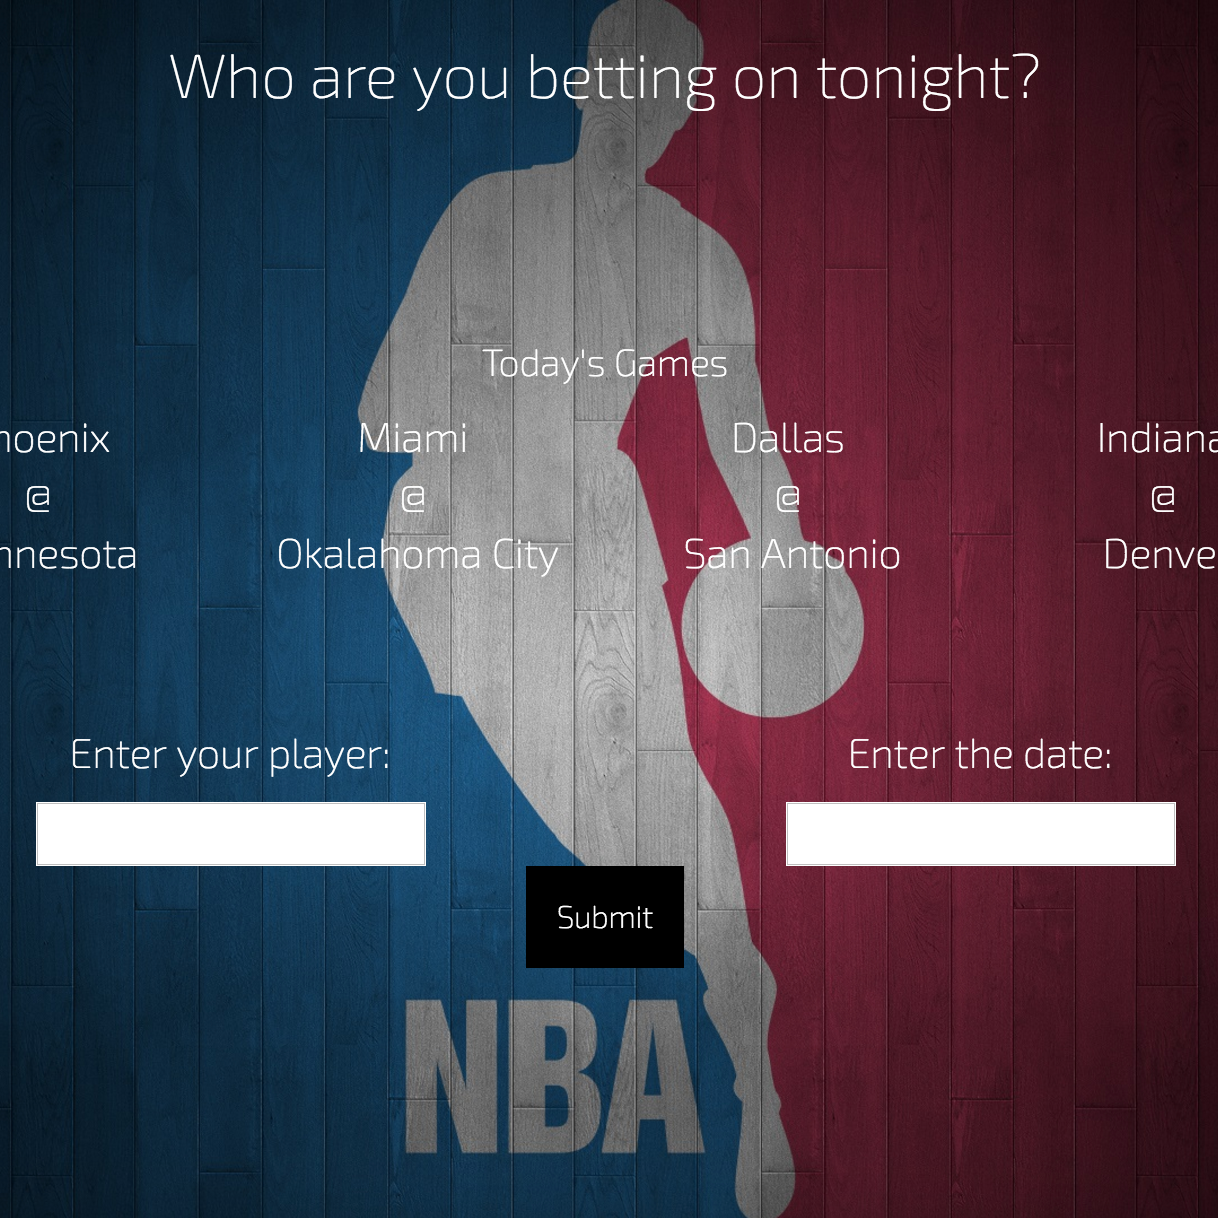 Who are you betting on tonight?
Today's Games
hoenix Miami Dallas Indiana
@ @ @ @
nnesota Okalahoma City San Antonio Denve
Enter your player: Enter the date:
Submit
NBA